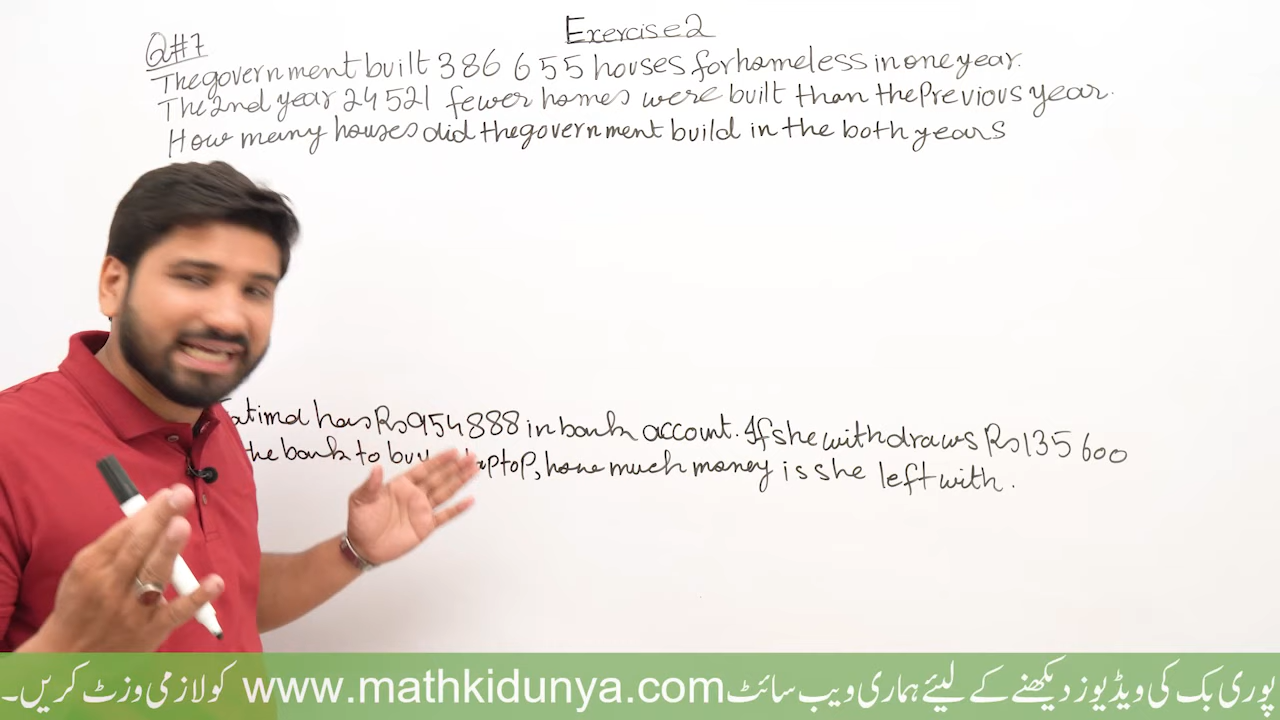 Exercise 2
Q#7
The government built 386 655 houses for homeless in one year.
The 2nd year 24 521 fewer homes were built than the Previous year.
How many houses did the government build in the both years
has Rs 954 888 in bank account. If she withdraws Rs 135 600
the bank to buy laptop, how much money is she left with.
پوری بک کی ویڈیوز دیکھنے کے لیئے ہماری ویب سائٹ www.mathkidunya.com کو لازمی وزٹ کریں۔